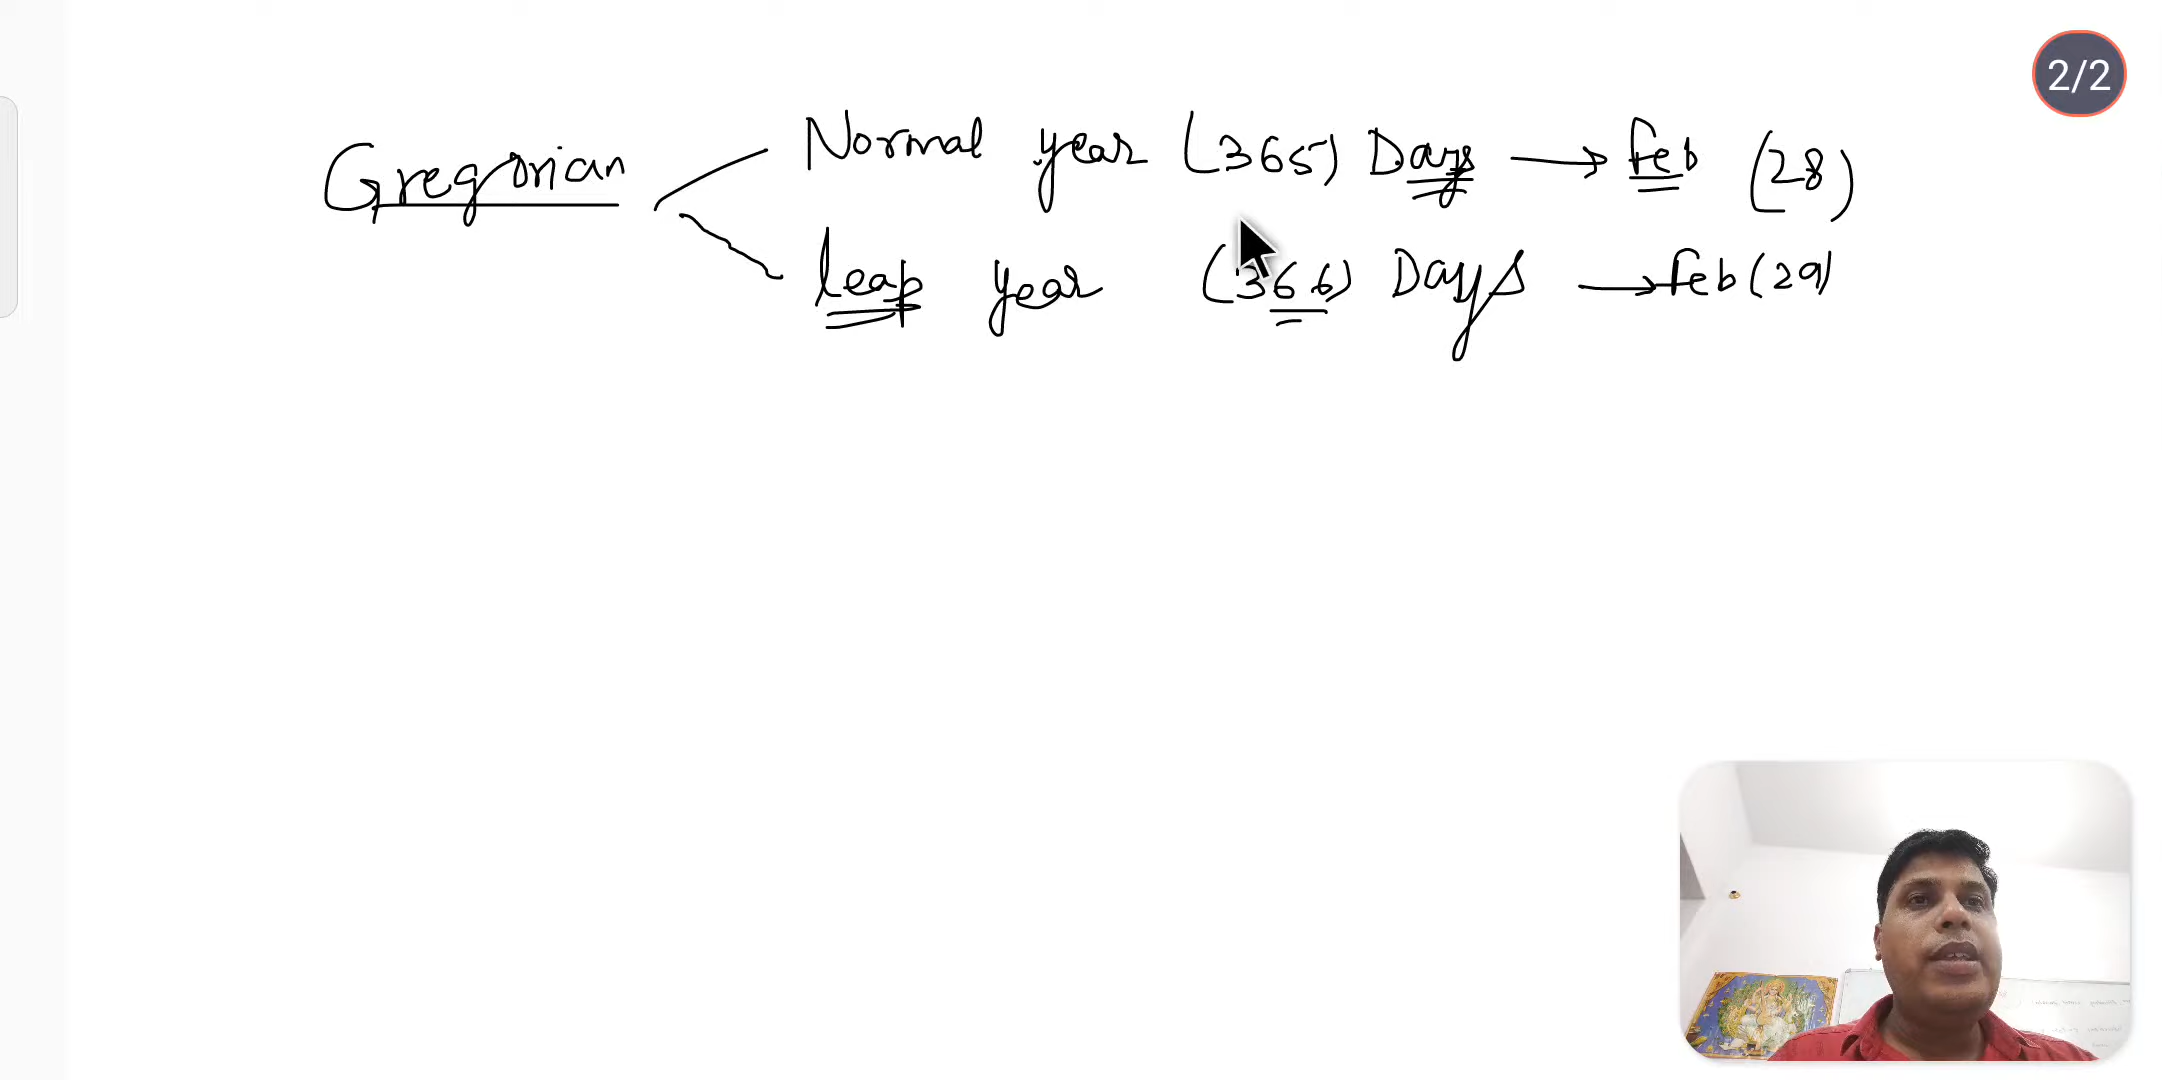 2/2
Gregorian
Normal year (365) Days → feb (28)
leap year (366) Days → feb (29)